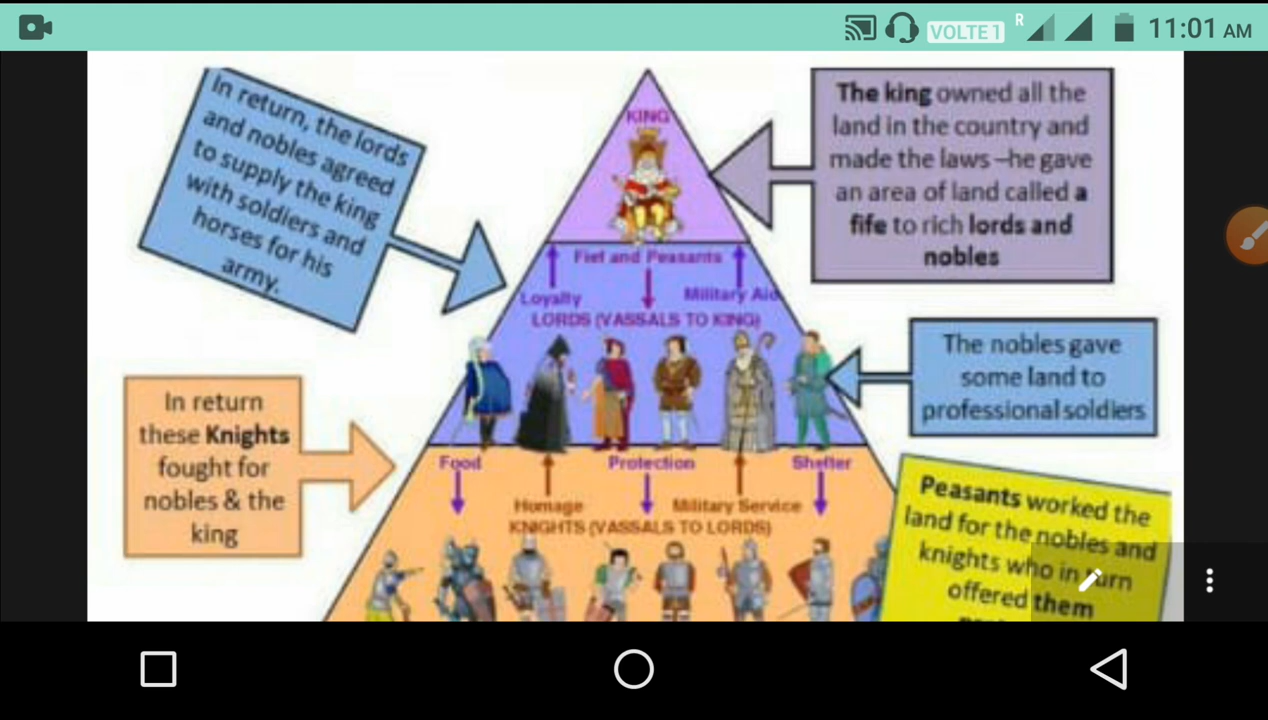 VOLTE 1
R
11:01 AM
In return, the lords
and nobles agreed
to supply the king
with soldiers and
horses for his
army.
KING
The king owned all the
land in the country and
made the laws –he gave
an area of land called a
fife to rich lords and
nobles
Fief and Peasants
Loyalty
Military Aid
LORDS (VASSALS TO KING)
The nobles gave
some land to
professional soldiers
In return
these Knights
fought for
nobles & the
king
Food
Protection
Shelter
Homage
Military Service
KNIGHTS (VASSALS TO LORDS)
Peasants worked the
land for the nobles and
knights who in turn
offered them